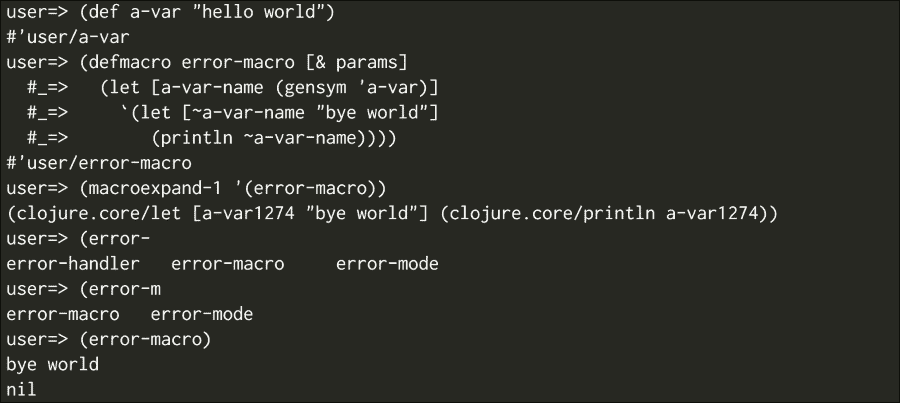 user=> (def a-var "hello world")
#'user/a-var
user=> (defmacro error-macro [& params]
  #_=>   (let [a-var-name (gensym 'a-var)]
  #_=>     `(let [~a-var-name "bye world"]
  #_=>        (println ~a-var-name))))
#'user/error-macro
user=> (macroexpand-1 '(error-macro))
(clojure.core/let [a-var1274 "bye world"] (clojure.core/println a-var1274))
user=> (error-
error-handler   error-macro     error-mode
user=> (error-m
error-macro   error-mode
user=> (error-macro)
bye world
nil